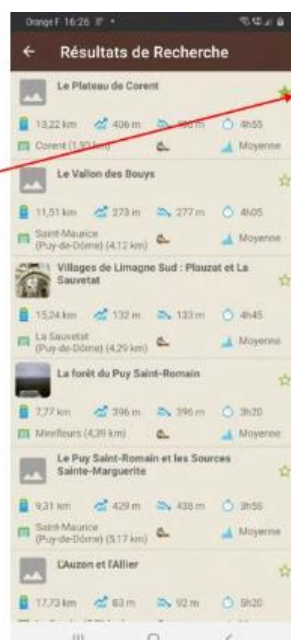 Orange F 16:26
Résultats de Recherche
Le Plateau de Corent
13,22 km 406 m 4h55
Corent (1,93 km) Moyenne
Le Vallon des Bouys
11,51 km 273 m 277 m 4h05
Saint-Maurice
(Puy-de-Dôme) (4,12 km) Moyenne
Villages de Limagne Sud : Plauzat et La
Sauvetat
15,24 km 132 m 133 m 4h45
La Sauvetat
(Puy-de-Dôme) (4,29 km) Moyenne
La forêt du Puy Saint-Romain
7,77 km 396 m 396 m 3h20
Mirefleurs (4,39 km) Moyenne
Le Puy Saint-Romain et les Sources
Sainte-Marguerite
9,31 km 429 m 438 m 3h56
Saint-Maurice
(Puy-de-Dôme) (5,17 km) Moyenne
L'Auzon et l'Allier
17,73 km 83 m 92 m 5h20